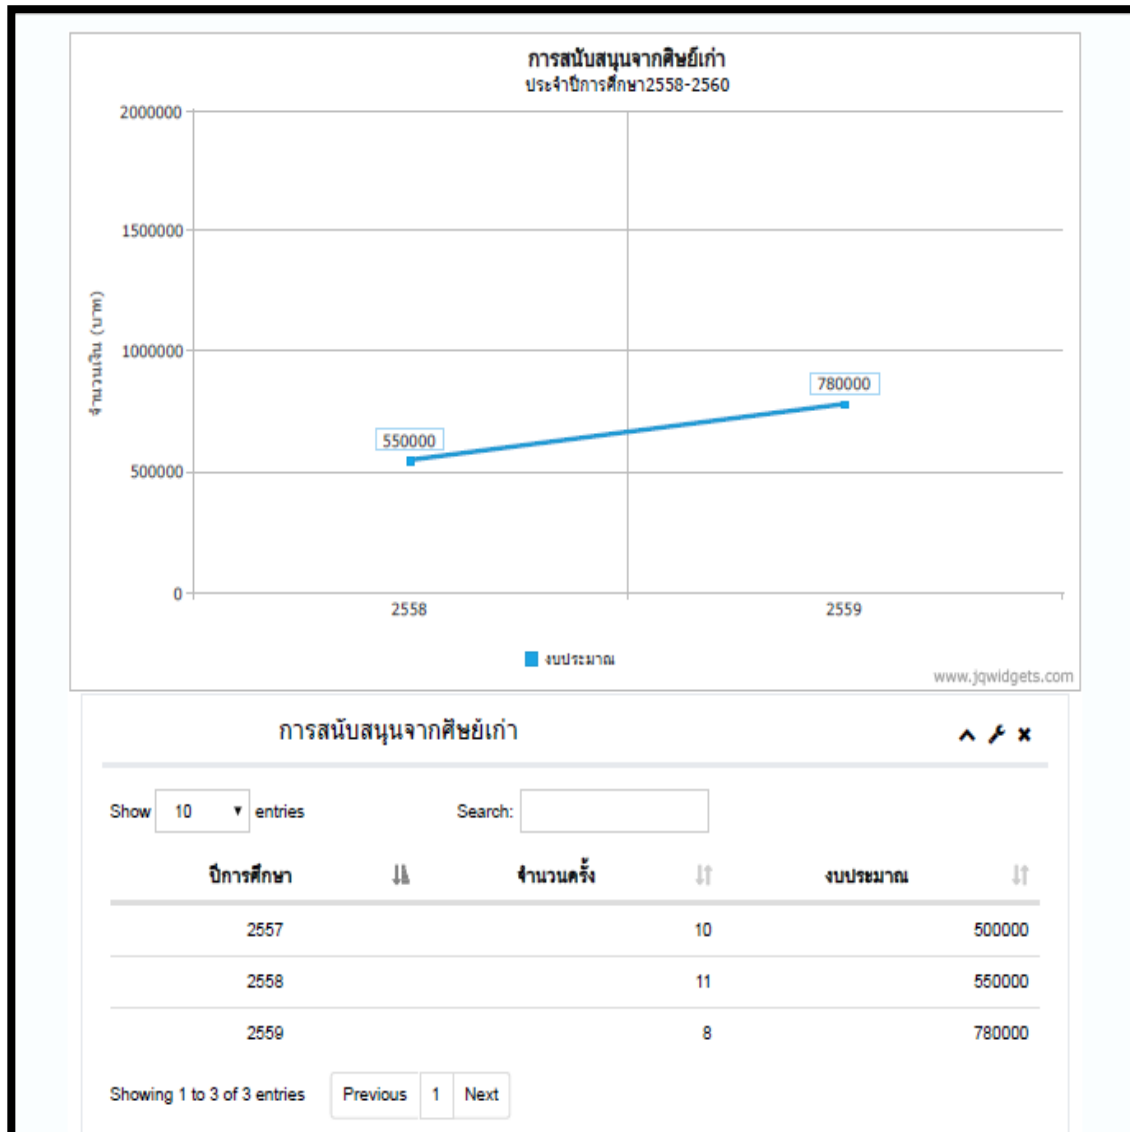 การสนับสนุนจากศิษย์เก่า
ประจำปีการศึกษา2558-2560
จำนวนเงิน (บาท)
2000000
1500000
1000000
500000
0
550000
780000
2558 2559
งบประมาณ
www.jqwidgets.com
การสนับสนุนจากศิษย์เก่า
Show 10 entries Search:
ปีการศึกษา จำนวนครั้ง งบประมาณ
2557 10 500000
2558 11 550000
2559 8 780000
Showing 1 to 3 of 3 entries Previous 1 Next